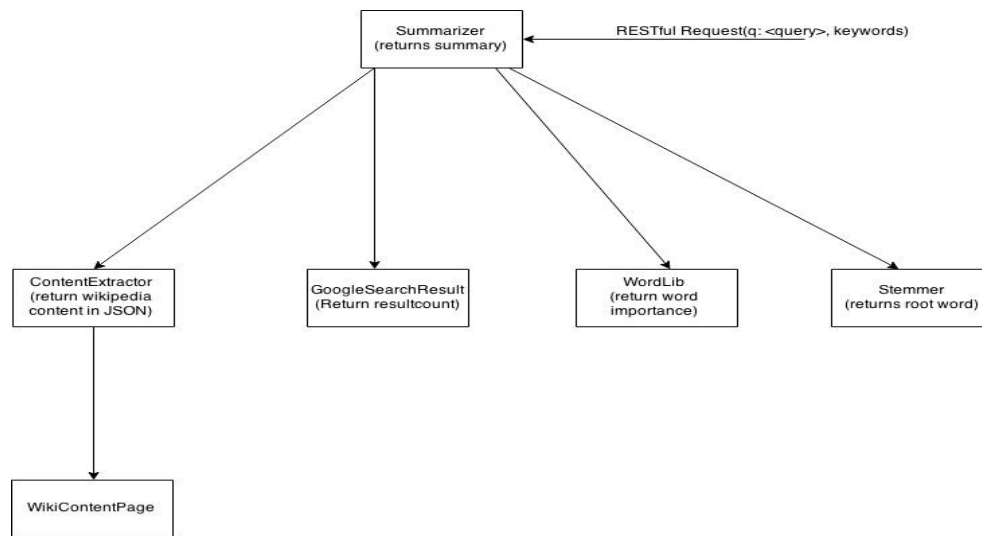 Summarizer
(returns summary)
RESTful Request(q: <query>, keywords)
ContentExtractor
(return wikipedia
content in JSON)
GoogleSearchResult
(Return resultcount)
WordLib
(return word
importance)
Stemmer
(returns root word)
WikiContentPage